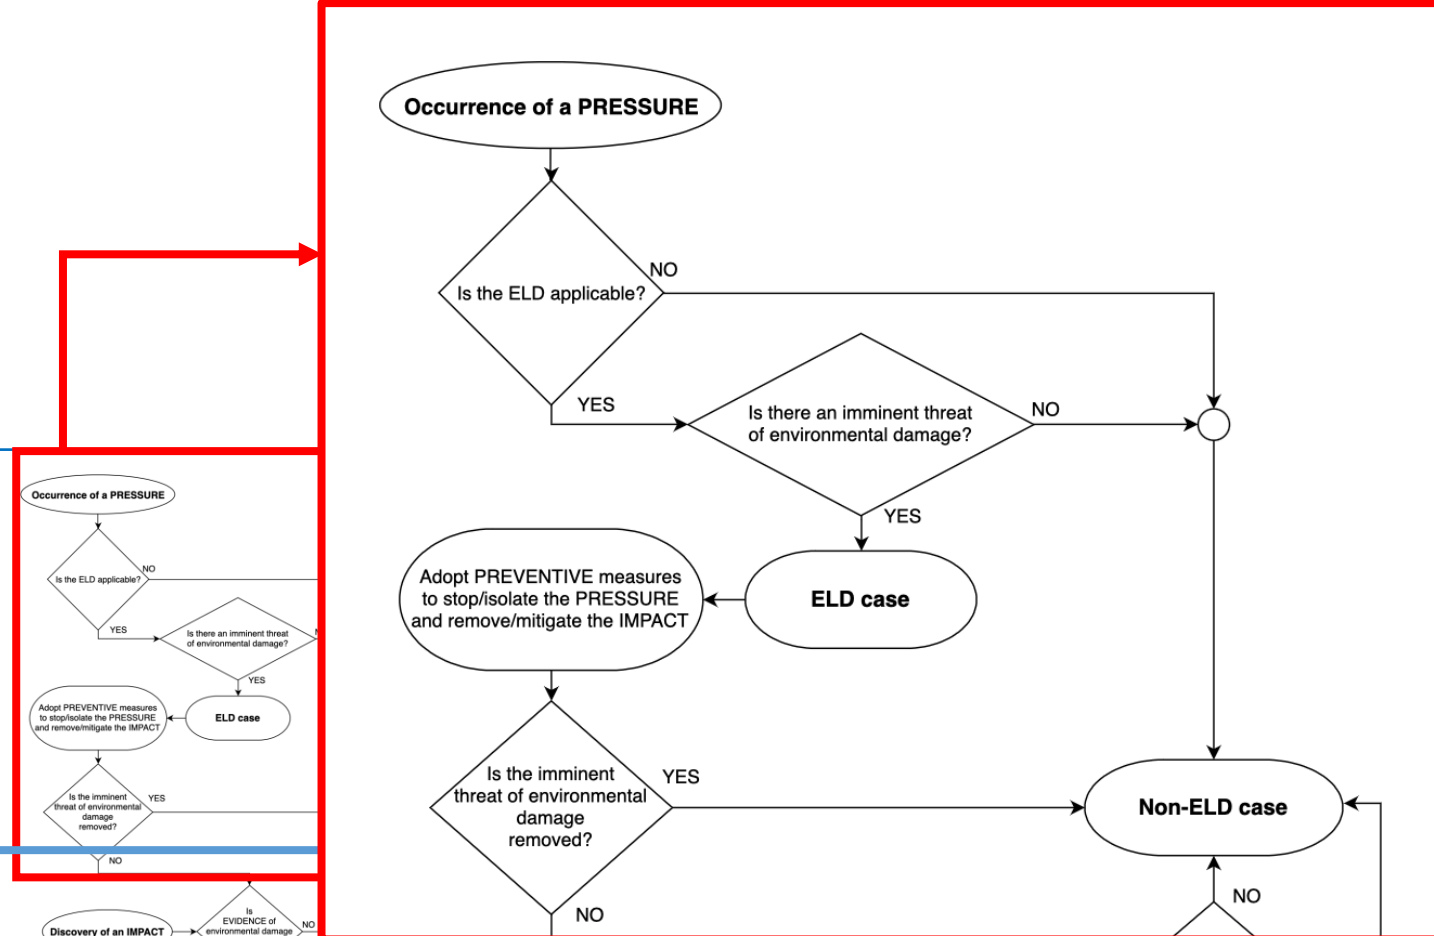 Occurrence of a PRESSURE
NO
Is the ELD applicable?
YES
Is there an imminent threat
of environmental damage?
NO
YES
Adopt PREVENTIVE measures
to stop/isolate the PRESSURE
and remove/mitigate the IMPACT
ELD case
Is the imminent
threat of environmental
damage
removed?
YES
Non-ELD case
NO
NO
Occurrence of a PRESSURE
NO
Is the ELD applicable?
YES
Is there an imminent threat
of environmental damage?
YES
Adopt PREVENTIVE measures
to stop/isolate the PRESSURE
and remove/mitigate the IMPACT
ELD case
Is the imminent
threat of environmental
damage
removed?
YES
NO
Is
EVIDENCE of
environmental damage
NO
Discovery of an IMPACT